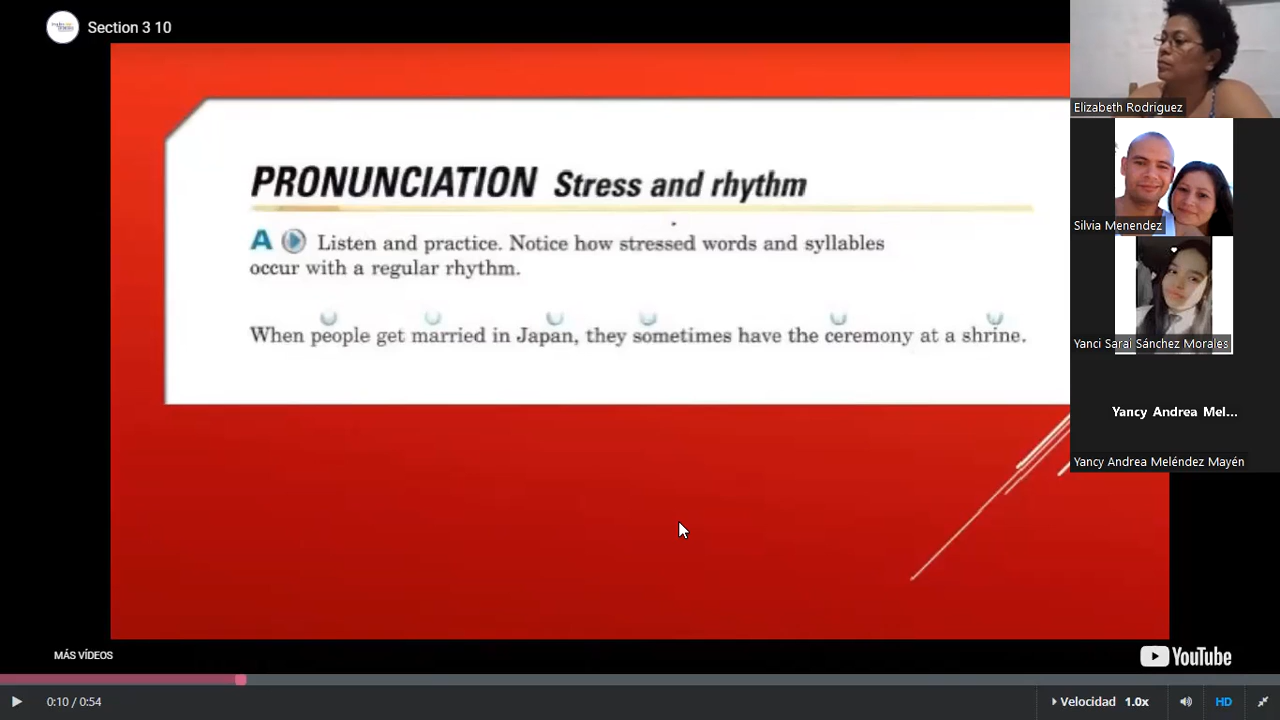 Section 3 10
Elizabeth Rodriguez
PRONUNCIATION Stress and rhythm
A Listen and practice. Notice how stressed words and syllables
occur with a regular rhythm.
When people get married in Japan, they sometimes have the ceremony at a shrine.
Silvia Menendez
Yanci Sarai Sánchez Morales
Yancy Andrea Mel...
Yancy Andrea Meléndez Mayén
MÁS VÍDEOS
YouTube
0:10 / 0:54
Velocidad 1.0x
HD